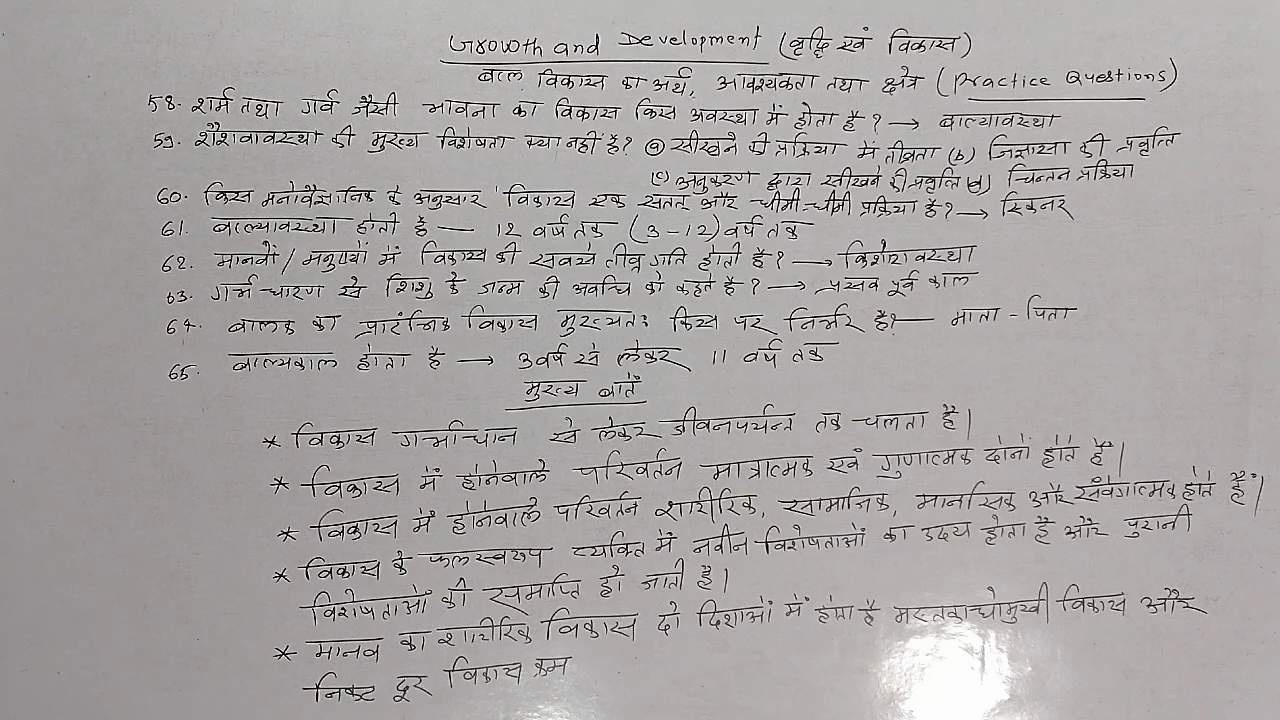 Growth and Development (वृद्धि एवं विकास)
बाल विकास का अर्थ, आवश्यकता तथा क्षेत्र (Practice Questions)
58. शर्म तथा गर्व जैसी भावना का विकास किस अवस्था में होता है? → बाल्यावस्था
59. शैशवावस्था की मुख्य विशेषता क्या नहीं है? (a) सीखने की प्रक्रिया में तीव्रता (b) जिज्ञासा की प्रवृत्ति
(c) अनुकरण द्वारा सीखने की प्रवृत्ति (d) चिन्तन प्रक्रिया
60. किस मनोवैज्ञानिक के अनुसार 'विकास एक सतत और धीमी-धीमी प्रक्रिया है? → स्किनर
61. बाल्यावस्था होती है — 12 वर्ष तक (3-12) वर्ष तक
62. मानवों/मनुष्यों में विकास की सबसे तीव्र गति होती है? → किशोरावस्था
63. गर्भधारण से शिशु के जन्म की अवधि को कहते है? → प्रसव पूर्व काल
64. बालक का प्रारंभिक विकास मुख्यतः किस पर निर्भर है? — माता-पिता
65. बाल्यकाल होता है → 3 वर्ष से लेकर 11 वर्ष तक
मुख्य बातें
* विकास गर्भाधान से लेकर जीवनपर्यन्त तक चलता है।
* विकास में होनेवाले परिवर्तन मात्रात्मक एवं गुणात्मक दोनों होते हैं।
* विकास में होनेवाले परिवर्तन शारीरिक, सामाजिक, मानसिक और संवेगात्मक होते हैं।
* विकास के फलस्वरूप व्यक्ति में नवीन विशेषताओं का उदय होता है और पुरानी
विशेषताओं की समाप्ति हो जाती है।
* मानव का शारीरिक विकास दो दिशाओं में होता है मस्तकाधोमुखी विकास और
निकट दूर विकास क्रम